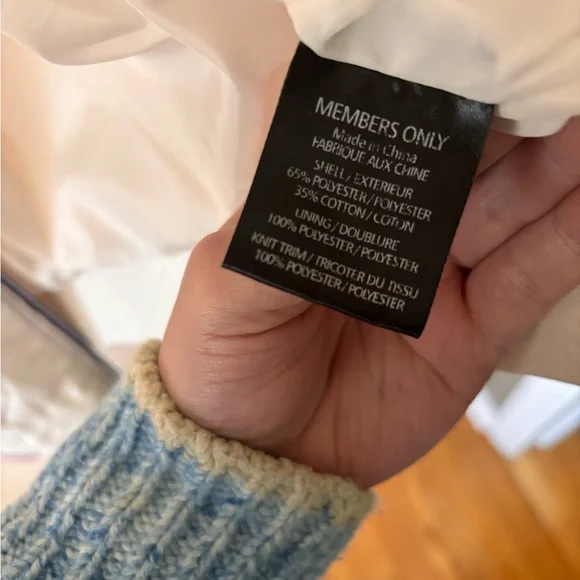 MEMBERS ONLY
Made in China
FABRIQUE AUX CHINE
SHELL / EXTERIEUR
65% POLYESTER / POLYESTER
35% COTTON / COTON
LINING / DOUBLURE
100% POLYESTER / POLYESTER
KNIT TRIM / TRICOTER DU TISSU
100% POLYESTER / POLYESTER